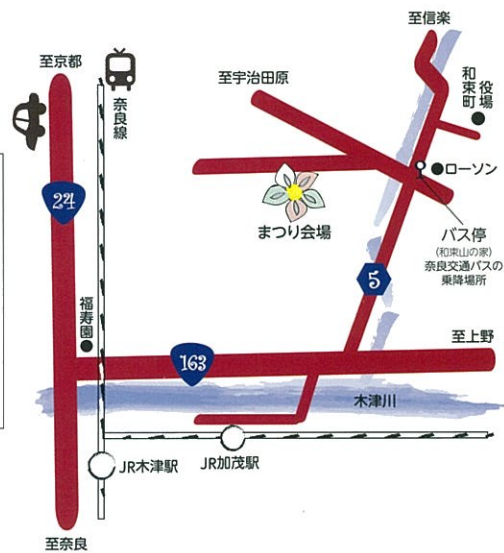 至信楽
至京都
奈良線
至宇治田原
和束町
役場
ローソン
24
まつり会場
バス停
(和束山の家)
奈良交通バスの
乗降場所
5
福寿園
至上野
163
木津川
JR木津駅
JR加茂駅
至奈良